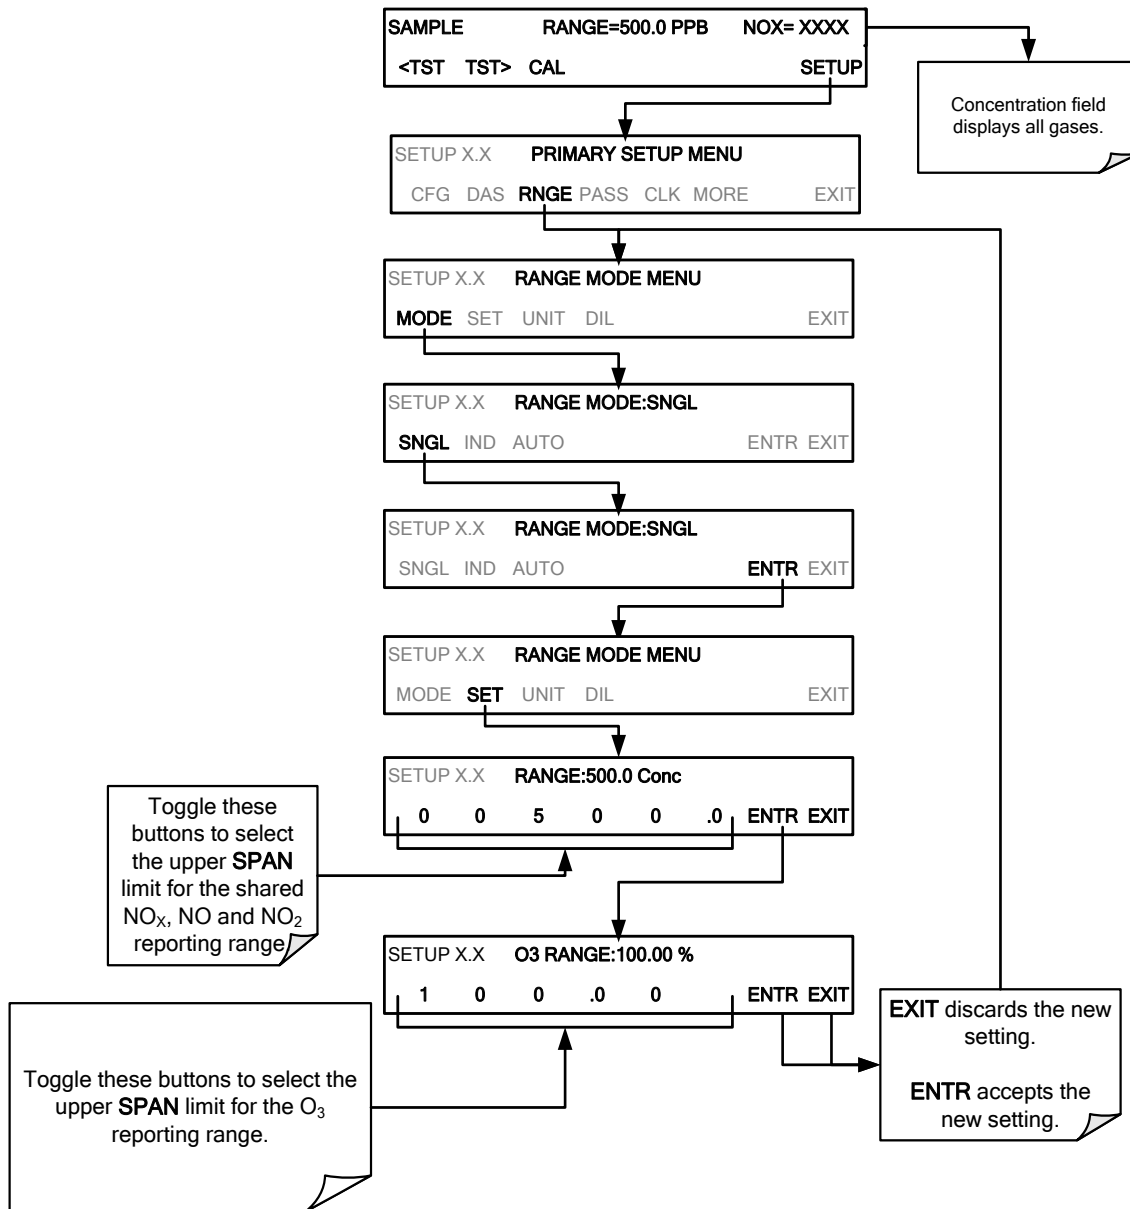 SAMPLE RANGE=500.0 PPB NOX= XXXX
<TST TST> CAL SETUP
Concentration field
displays all gases.
SETUP X.X PRIMARY SETUP MENU
CFG DAS RNGE PASS CLK MORE EXIT
SETUP X.X RANGE MODE MENU
MODE SET UNIT DIL EXIT
SETUP X.X RANGE MODE:SNGL
SNGL IND AUTO ENTR EXIT
SETUP X.X RANGE MODE:SNGL
SNGL IND AUTO ENTR EXIT
SETUP X.X RANGE MODE MENU
MODE SET UNIT DIL EXIT
SETUP X.X RANGE:500.0 Conc
0 0 5 0 0 .0 ENTR EXIT
Toggle these
buttons to select
the upper SPAN
limit for the shared
NOX, NO and NO2
reporting range
SETUP X.X O3 RANGE:100.00 %
1 0 0 .0 0 ENTR EXIT
Toggle these buttons to select the
upper SPAN limit for the O3
reporting range.
EXIT discards the new
setting.
ENTR accepts the
new setting.